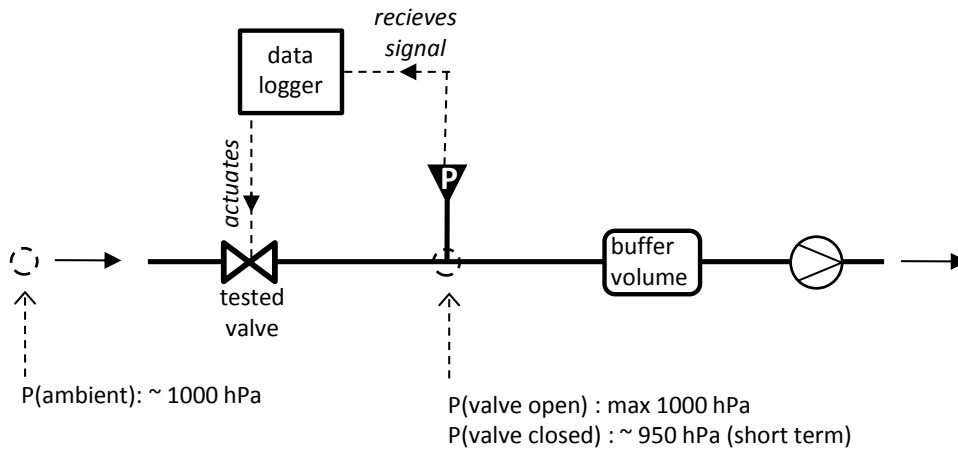 recieves
signal
data
logger
actuates
P
buffer
volume
tested
valve
P(ambient): ~ 1000 hPa
P(valve open) : max 1000 hPa
P(valve closed) : ~ 950 hPa (short term)